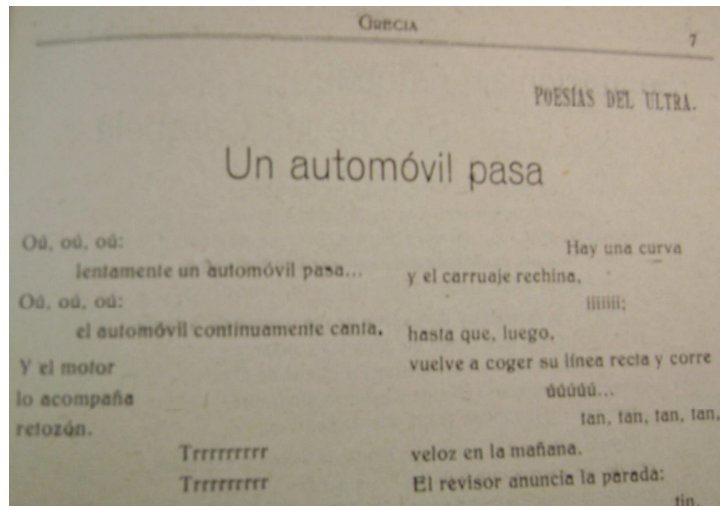 GRECIA
7
POESÍAS DEL ULTRA.
Un automóvil pasa
Oú, oú, oú:
lentamente un automóvil pasa...
Oú, oú, oú:
el automóvil continuamente canta.
Y el motor
lo acompaña
retozón.
Trrrrrrrrr
Trrrrrrrrr
Hay una curva
y el carruaje rechina,
iiiiiii;
hasta que, luego,
vuelve a coger su línea recta y corre
úúúúú...
tan, tan, tan, tan,
veloz en la mañana.
El revisor anuncia la parada:
tin,